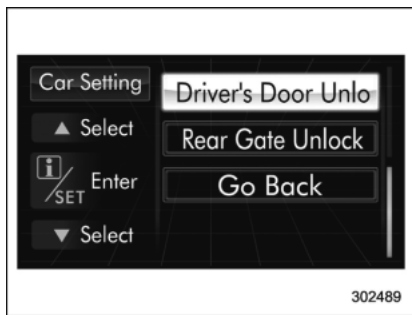 Car Setting
Driver's Door Unlo
▲ Select
Rear Gate Unlock
i/SET Enter
Go Back
▼ Select
302489